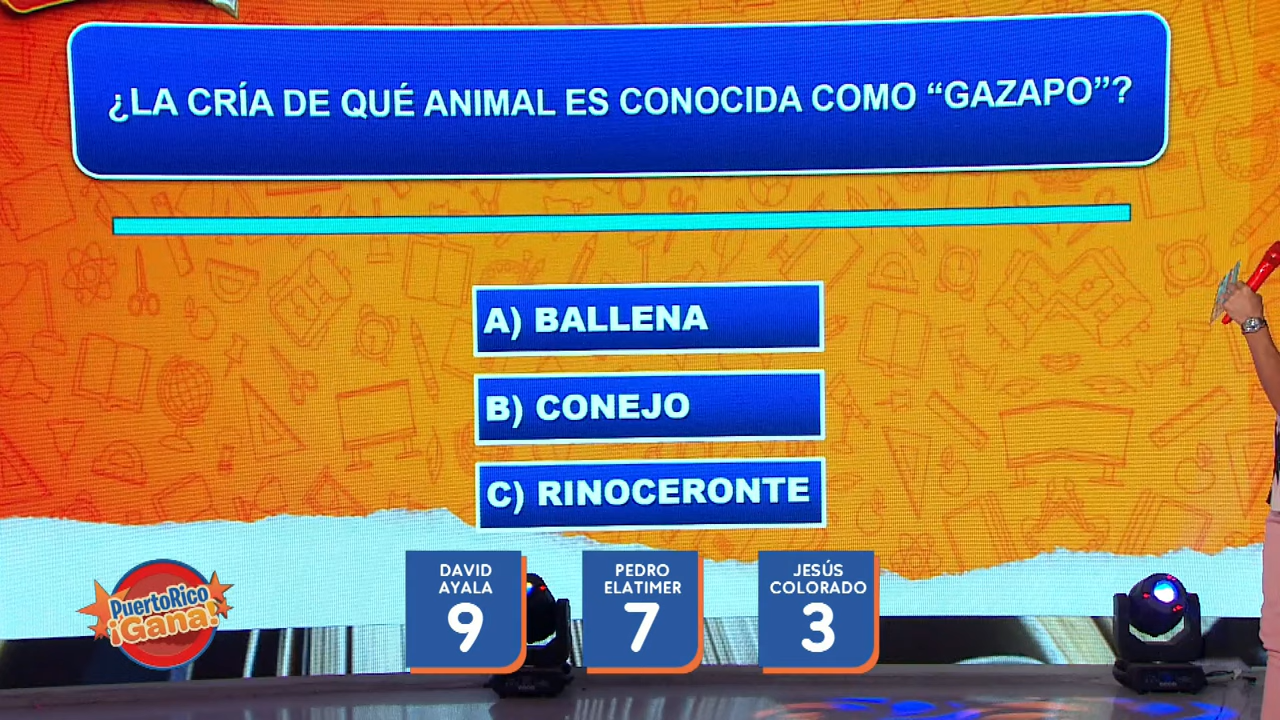 ¿LA CRÍA DE QUÉ ANIMAL ES CONOCIDA COMO “GAZAPO”?
A) BALLENA
B) CONEJO
C) RINOCERONTE
DAVID
AYALA
9
PEDRO
ELATIMER
7
JESÚS
COLORADO
3
PuertoRico
¡Gana!